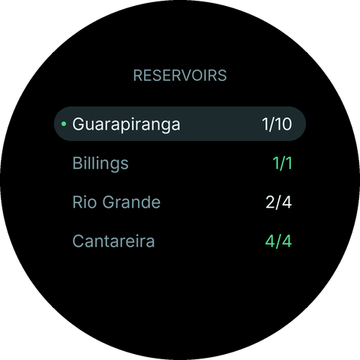 RESERVOIRS
Guarapiranga 1/10
Billings 1/1
Rio Grande 2/4
Cantareira 4/4